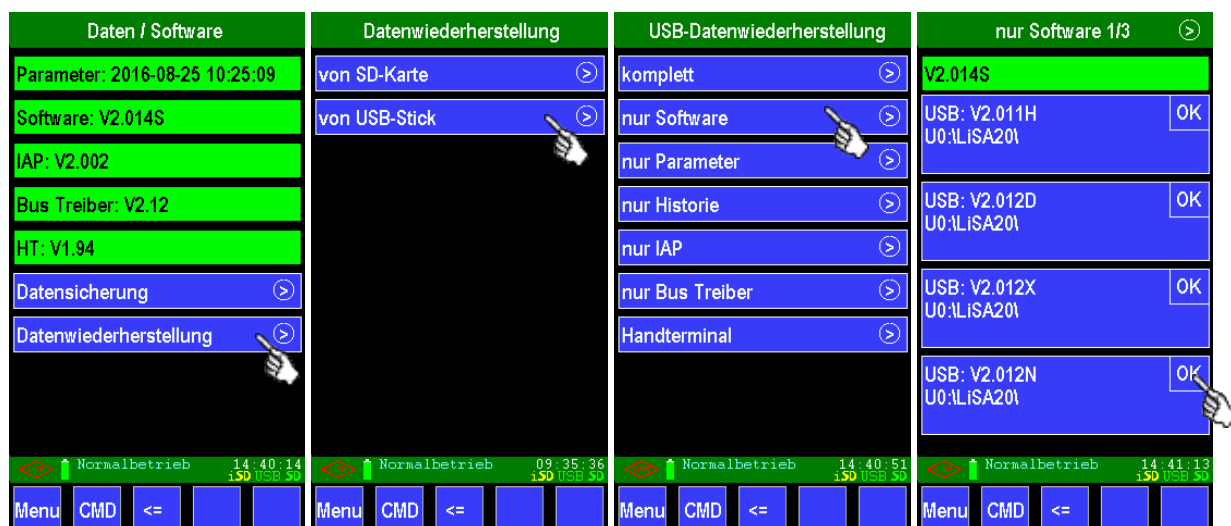 Daten / Software
Parameter: 2016-08-25 10:25:09
Software: V2.014S
IAP: V2.002
Bus Treiber: V2.12
HT: V1.94
Datensicherung
Datenwiederherstellung
Normalbetrieb
14:40:14
iSD USB SD
Menu
CMD
<=
Datenwiederherstellung
von SD-Karte
von USB-Stick
Normalbetrieb
09:35:36
iSD USB SD
Menu
CMD
<=
USB-Datenwiederherstellung
komplett
nur Software
nur Parameter
nur Historie
nur IAP
nur Bus Treiber
Handterminal
Normalbetrieb
14:40:51
iSD USB SD
Menu
CMD
<=
nur Software 1/3
V2.014S
USB: V2.011H
OK
U0:\LiSA20\
USB: V2.012D
OK
U0:\LiSA20\
USB: V2.012X
OK
U0:\LiSA20\
USB: V2.012N
OK
U0:\LiSA20\
Normalbetrieb
14:41:13
iSD USB SD
Menu
CMD
<=